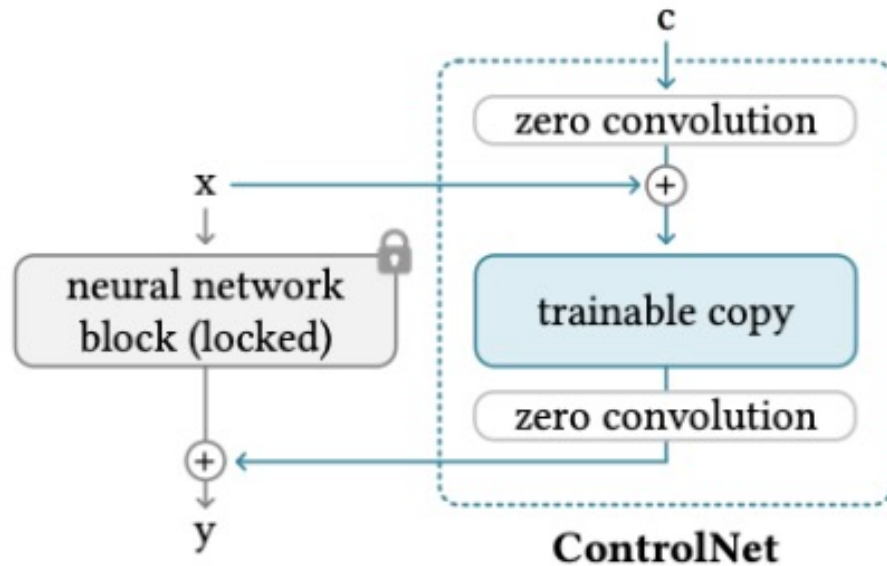 c
zero convolution
+
x
neural network
block (locked)
trainable copy
zero convolution
+
y
ControlNet